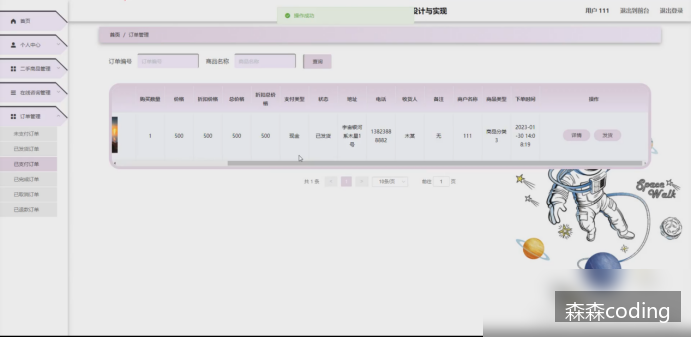 设计与实现
操作成功
用户 111
退出到前台
退出登录
首页
首页 / 订单管理
个人中心
二手商品管理
在线咨询管理
订单管理
未支付订单
已发货订单
已支付订单
已完成订单
已取消订单
已退款订单
订单编号
订单编号
商品名称
商品名称
查询
购买数量 价格 折扣价格 总价格 折扣总价格 支付类型 状态 地址 电话 收货人 备注 用户名称 商品类型 下单时间 操作
1 500 500 500 500 现金 已发货
宇宙银河系木星1号
13823888882
木某 无 111
商品分类3
2023-01-30 14:08:19
详情 发货
共 1 条 < 1 > 10条/页 前往 1 页
Space Walk
森森coding